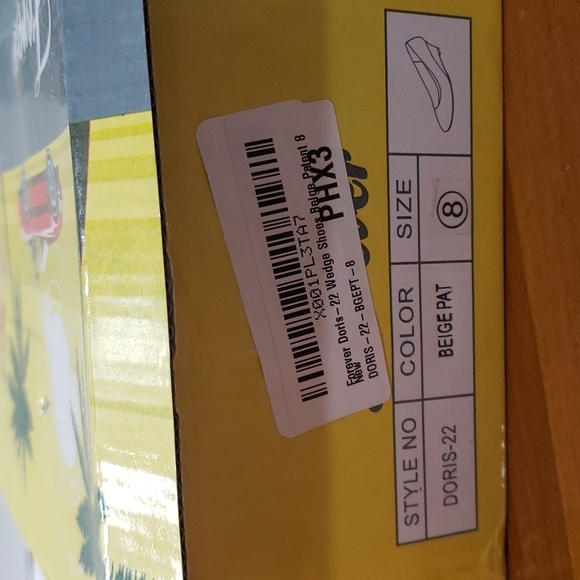 X001PL3TA7
PHX3
Forever Doris-22 Wedge Shoes Beige Patent 8
New
DORIS-22-BGEPT-8
STYLE NO COLOR SIZE
DORIS-22 BEIGE PAT 8